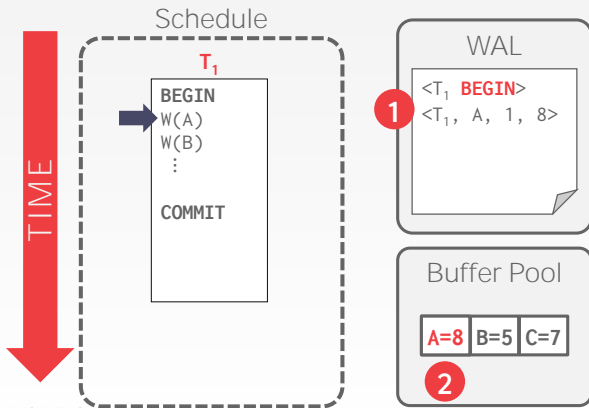 Schedule
TIME
T₁
BEGIN
W(A)
W(B)
⋮
COMMIT
WAL
1
<T₁ BEGIN>
<T₁, A, 1, 8>
Buffer Pool
A=8 B=5 C=7
2